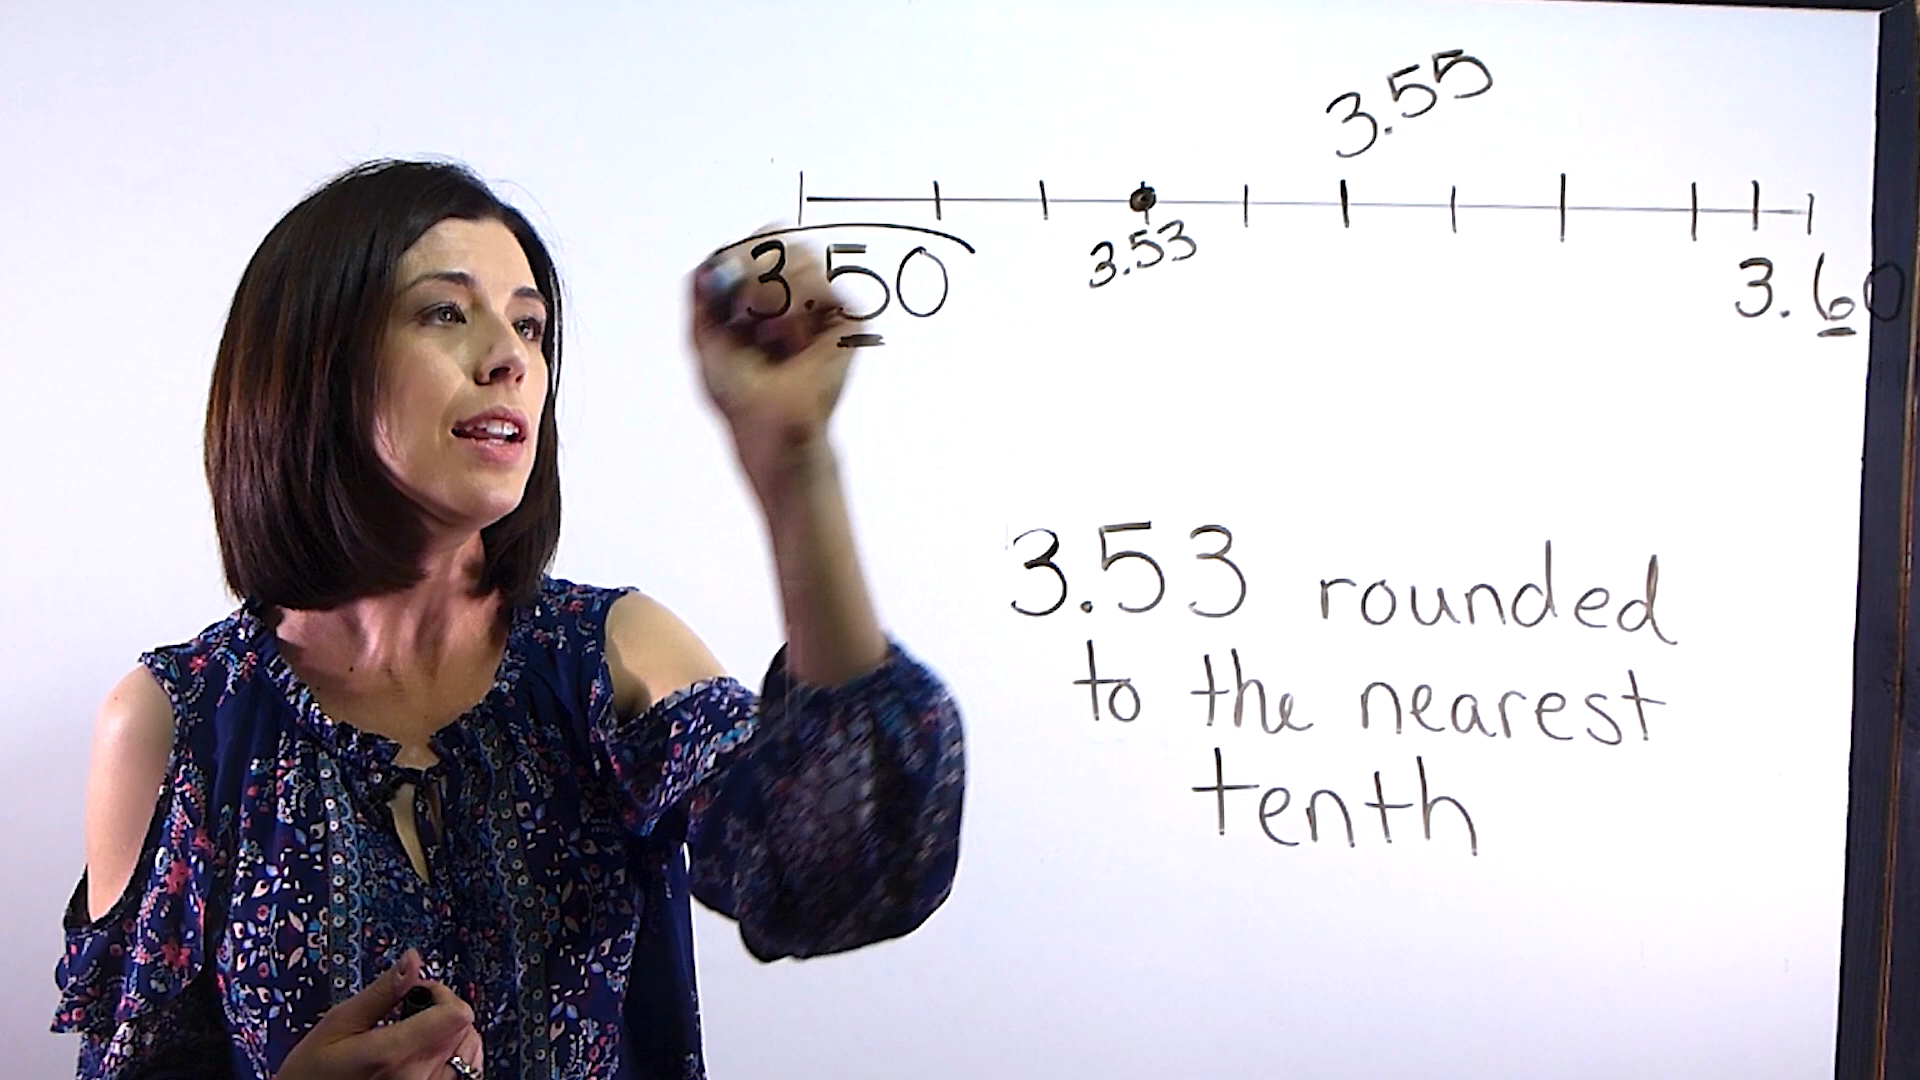 3.55
3.50 3.53 3.60
3.53 rounded
to the nearest
tenth